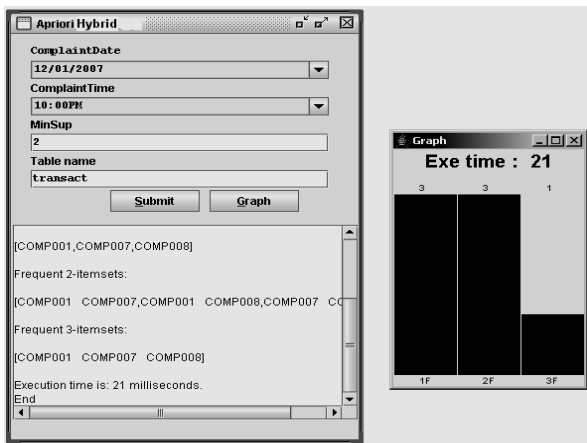 Apriori Hybrid
ComplaintDate
12/01/2007
ComplaintTime
10:00PM
MinSup
2
Table name
transact
Submit Graph
[COMP001,COMP007,COMP008]
Frequent 2-itemsets:
[COMP001 COMP007,COMP001 COMP008,COMP007 CO
Frequent 3-itemsets:
[COMP001 COMP007 COMP008]
Execution time is: 21 milliseconds.
End
Graph
Exe time : 21
3 3 1
1F 2F 3F